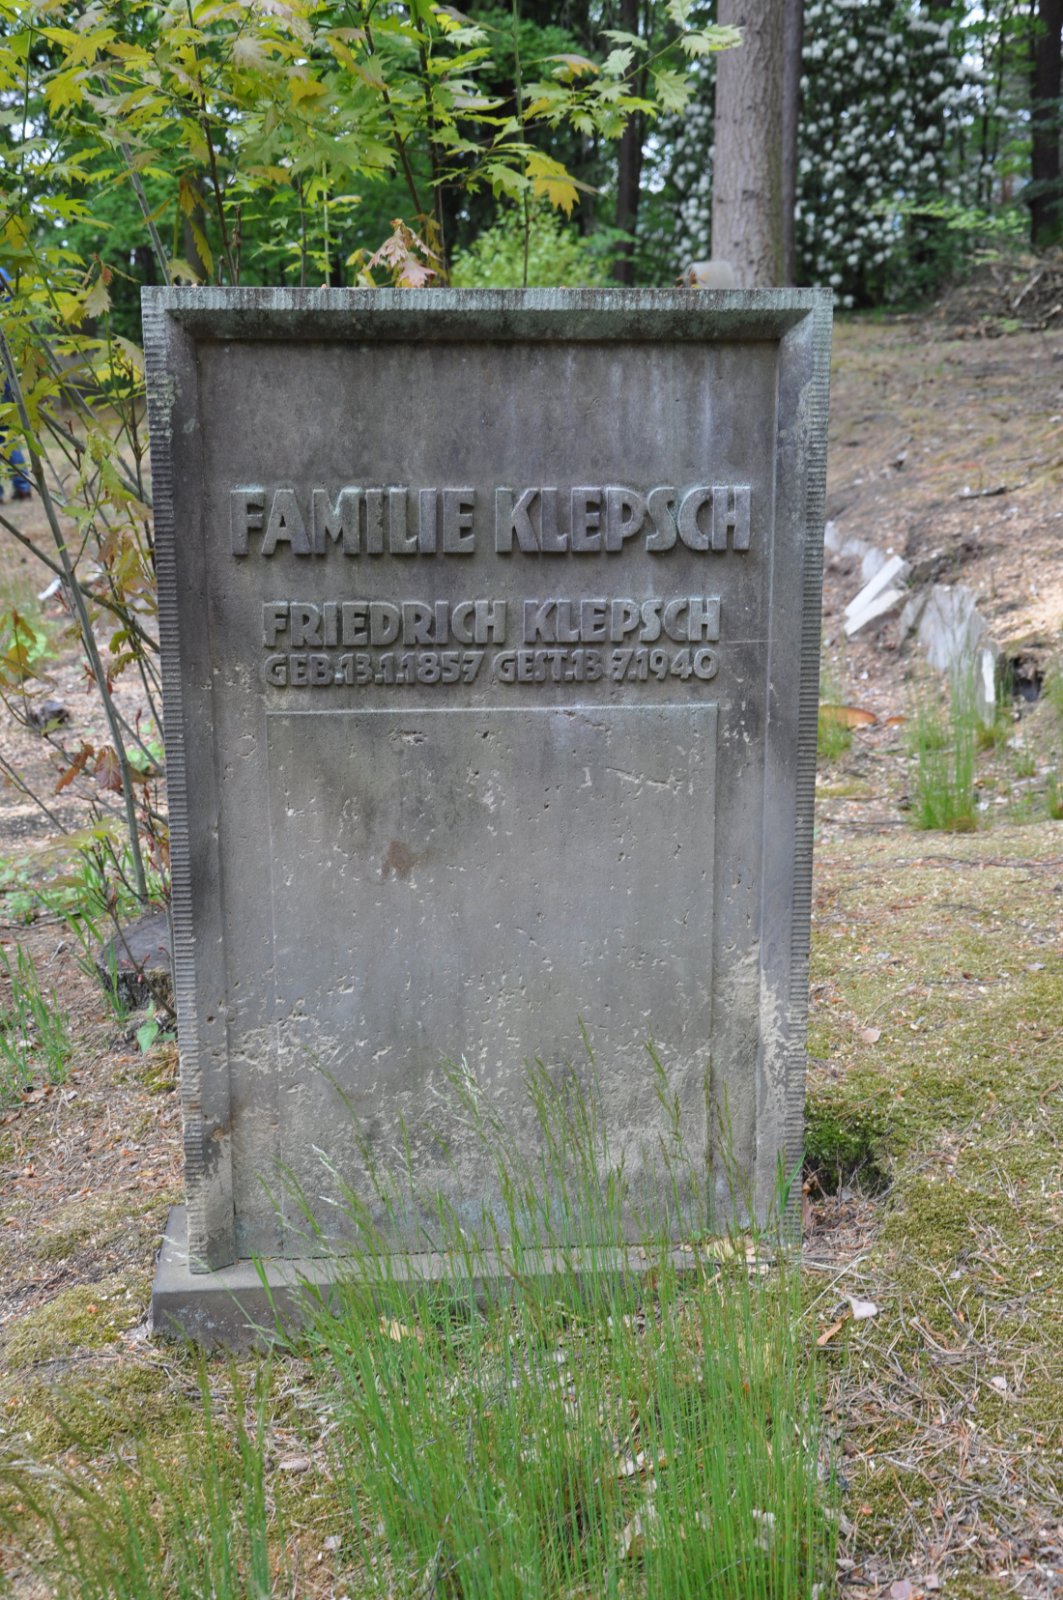 FAMILIE KLEPSCH
FRIEDRICH KLEPSCH
GEB.13.1.1857 GEST.13.7.1940